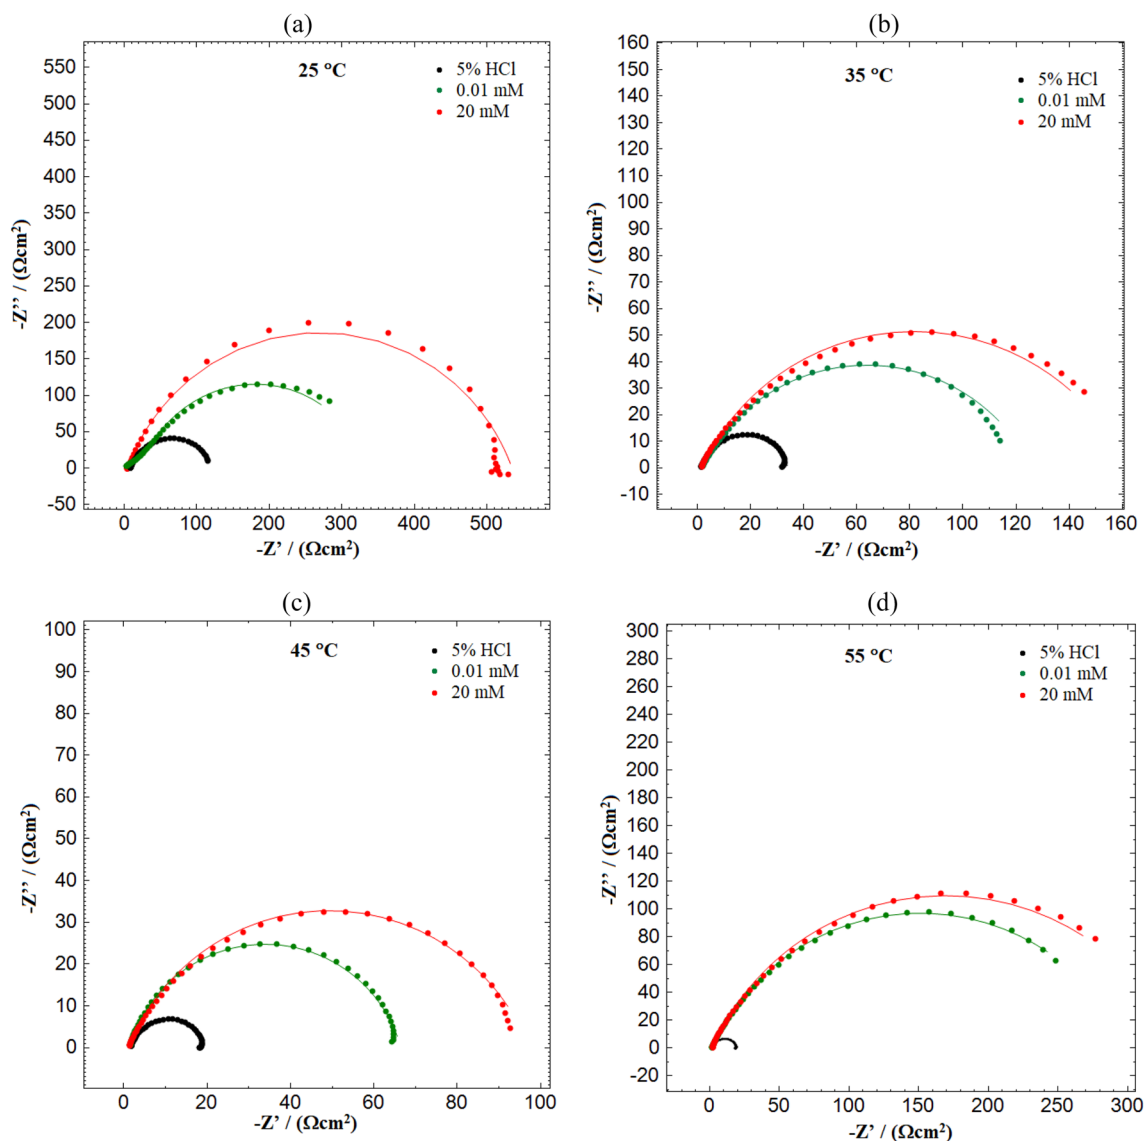 (a)
25 °C
5% HCl
0.01 mM
20 mM
550
500
450
400
350
300
250
200
150
100
50
0
-50
-Z’’ / (Ωcm²)
0 100 200 300 400 500
-Z’ / (Ωcm²)
(b)
35 °C
5% HCl
0.01 mM
20 mM
160
150
140
130
120
110
100
90
80
70
60
50
40
30
20
10
0
-10
-Z’’ / (Ωcm²)
0 20 40 60 80 100 120 140 160
-Z’ / (Ωcm²)
(c)
45 °C
5% HCl
0.01 mM
20 mM
100
90
80
70
60
50
40
30
20
10
0
-Z’’ / (Ωcm²)
0 20 40 60 80 100
-Z’ / (Ωcm²)
(d)
55 °C
5% HCl
0.01 mM
20 mM
300
280
260
240
220
200
180
160
140
120
100
80
60
40
20
0
-20
-Z’’ / (Ωcm²)
0 50 100 150 200 250 300
-Z’ / (Ωcm²)